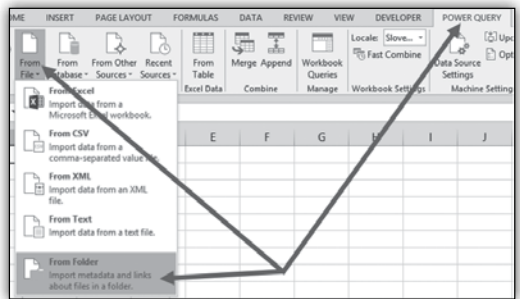 ME INSERT PAGE LAYOUT FORMULAS DATA REVIEW VIEW DEVELOPER POWER QUERY
Locale: Slove...
From File
From Database
From Other Sources
Recent Sources
From Table
Merge
Append
Workbook Queries
Fast Combine
Data Source Settings
Upd
Opt
Excel Data
Combine
Manage
Workbook Settings
Machine Setting
From Excel
Import data from a
Microsoft Excel workbook.
From CSV
Import data from a
comma-separated value file.
From XML
Import data from an XML
file.
From Text
Import data from a text file.
From Folder
Import metadata and links
about files in a folder.
E F G H I J